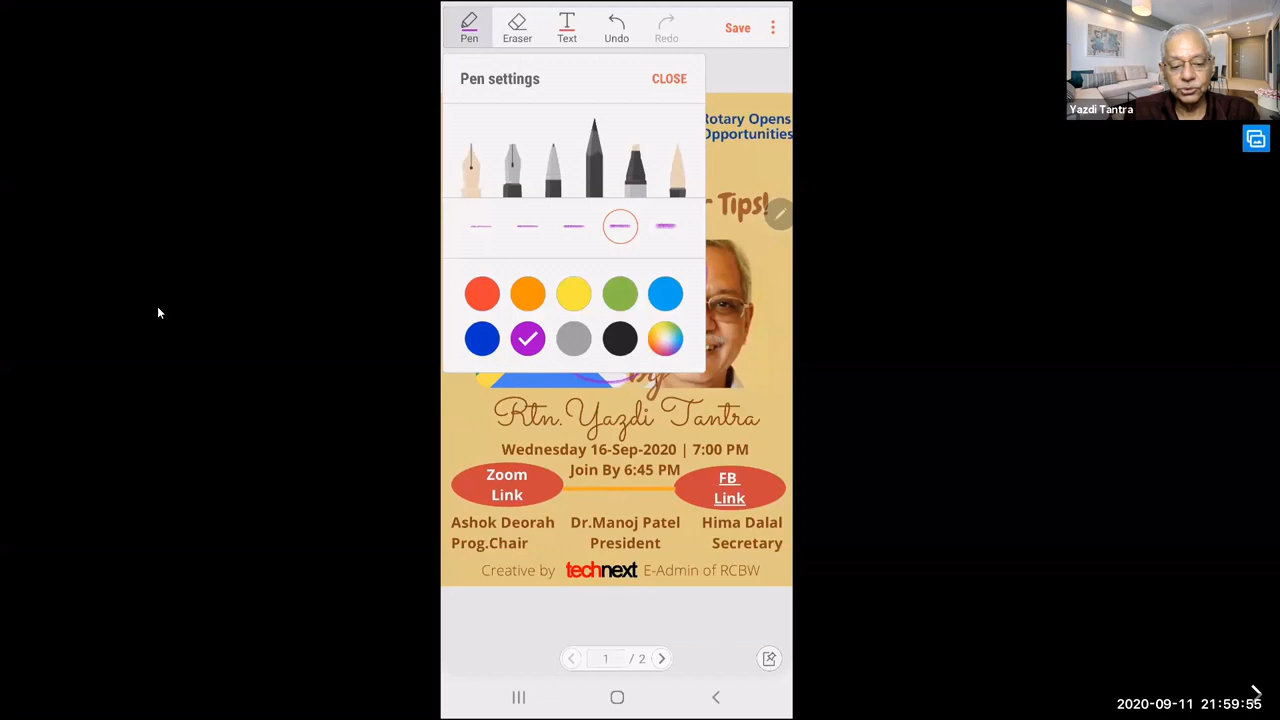 Pen
Eraser
Text
Undo
Redo
Save
Pen settings
CLOSE
Yazdi Tantra
Rotary Opens
Opportunities
Tips!
by
Rtn. Yazdi Tantra
Wednesday 16-Sep-2020 | 7:00 PM
Join By 6:45 PM
Zoom
Link
FB
Link
Ashok Deorah
Prog.Chair
Dr.Manoj Patel
President
Hima Dalal
Secretary
Creative by technext E-Admin of RCBW
1 / 2
2020-09-11 21:59:55